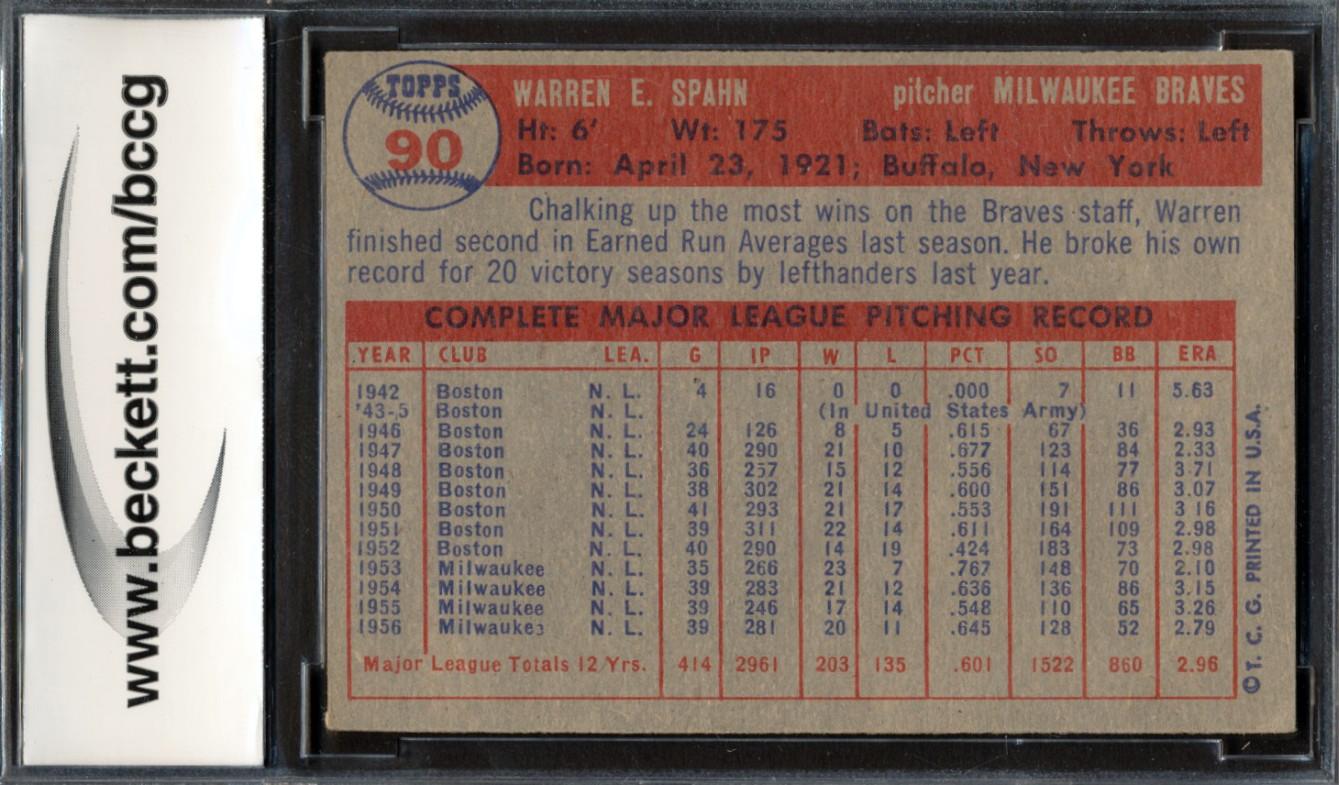 www.beckett.com/bccg
TOPPS
90
WARREN E. SPAHN pitcher MILWAUKEE BRAVES
Ht: 6' Wt: 175 Bats: Left Throws: Left
Born: April 23, 1921; Buffalo, New York
Chalking up the most wins on the Braves staff, Warren
finished second in Earned Run Averages last season. He broke his own
record for 20 victory seasons by lefthanders last year.
COMPLETE MAJOR LEAGUE PITCHING RECORD
YEAR CLUB LEA. G IP W L PCT SO BB ERA
1942 Boston N. L. 4 16 0 0 .000 7 11 5.63
'43-5 Boston N. L. (In United States Army)
1946 Boston N. L. 24 126 8 5 .615 67 36 2.93
1947 Boston N. L. 40 290 21 10 .677 123 84 2.33
1948 Boston N. L. 36 257 15 12 .556 114 77 3.71
1949 Boston N. L. 38 302 21 14 .600 151 86 3.07
1950 Boston N. L. 41 293 21 17 .553 191 111 3 16
1951 Boston N. L. 39 311 22 14 .611 164 109 2.98
1952 Boston N. L. 40 290 14 19 .424 183 73 2.98
1953 Milwaukee N. L. 35 266 23 7 .767 148 70 2.10
1954 Milwaukee N. L. 39 283 21 12 .636 136 86 3.15
1955 Milwaukee N. L. 39 246 17 14 .548 110 65 3.26
1956 Milwaukee N. L. 39 281 20 11 .645 128 52 2.79
Major League Totals 12 Yrs. 414 2961 203 135 .601 1522 860 2.96
© T. C. G. PRINTED IN U.S.A.